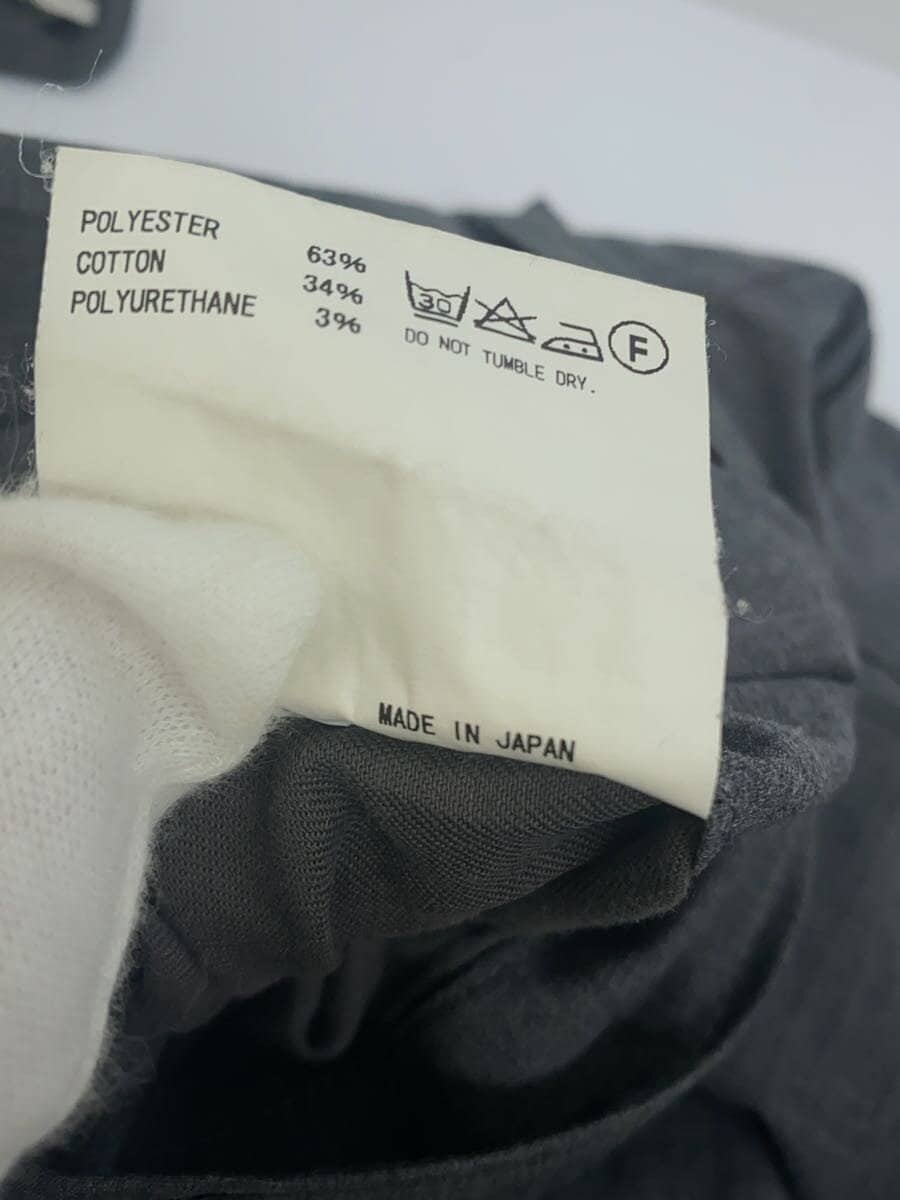 POLYESTER 63%
COTTON 34%
POLYURETHANE 3%
30 F
DO NOT TUMBLE DRY.
MADE IN JAPAN